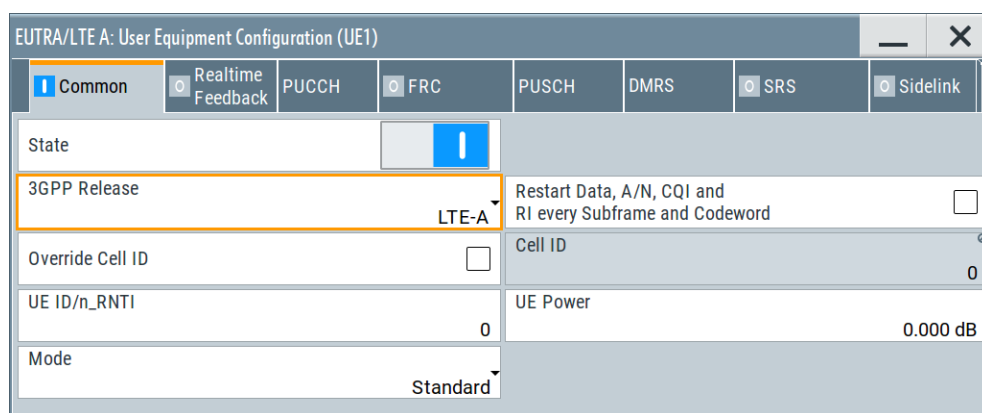 EUTRA/LTE A: User Equipment Configuration (UE1)
Common
Realtime
Feedback
PUCCH
FRC
PUSCH
DMRS
SRS
Sidelink
State
3GPP Release
LTE-A
Restart Data, A/N, CQI and
RI every Subframe and Codeword
Override Cell ID
Cell ID
0
UE ID/n_RNTI
0
UE Power
0.000 dB
Mode
Standard